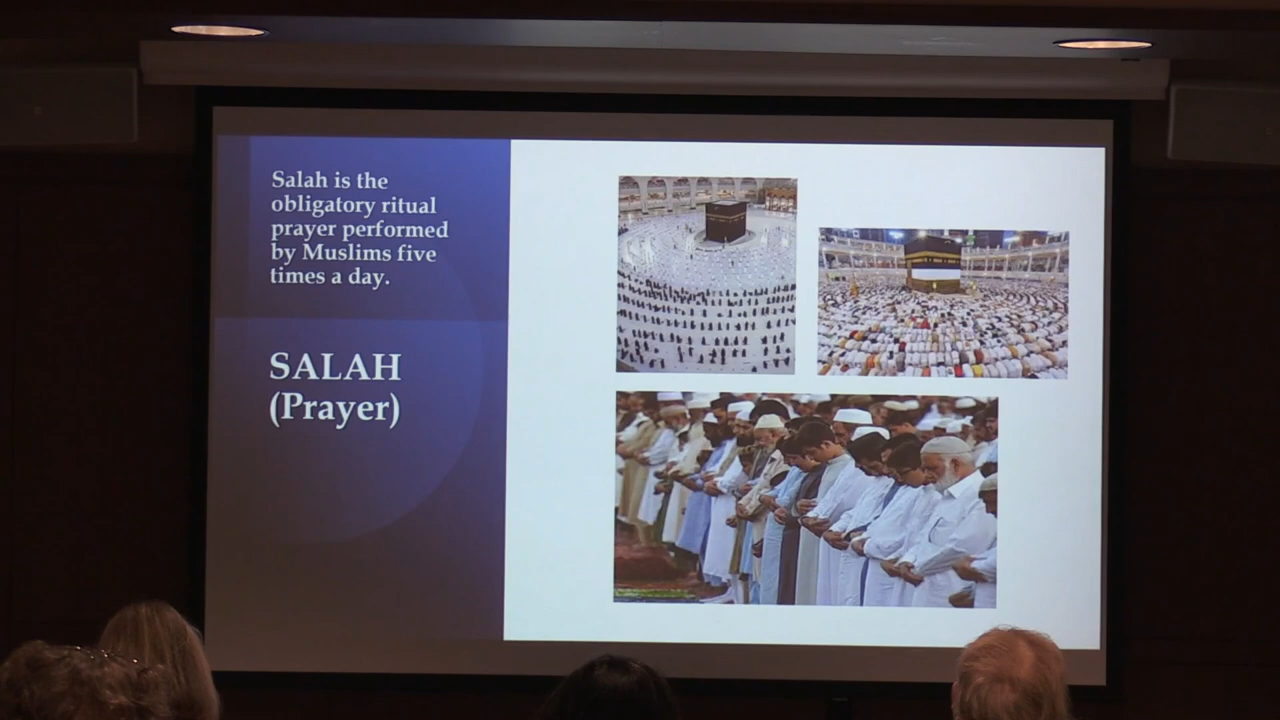 Salah is the
obligatory ritual
prayer performed
by Muslims five
times a day.
SALAH
(Prayer)